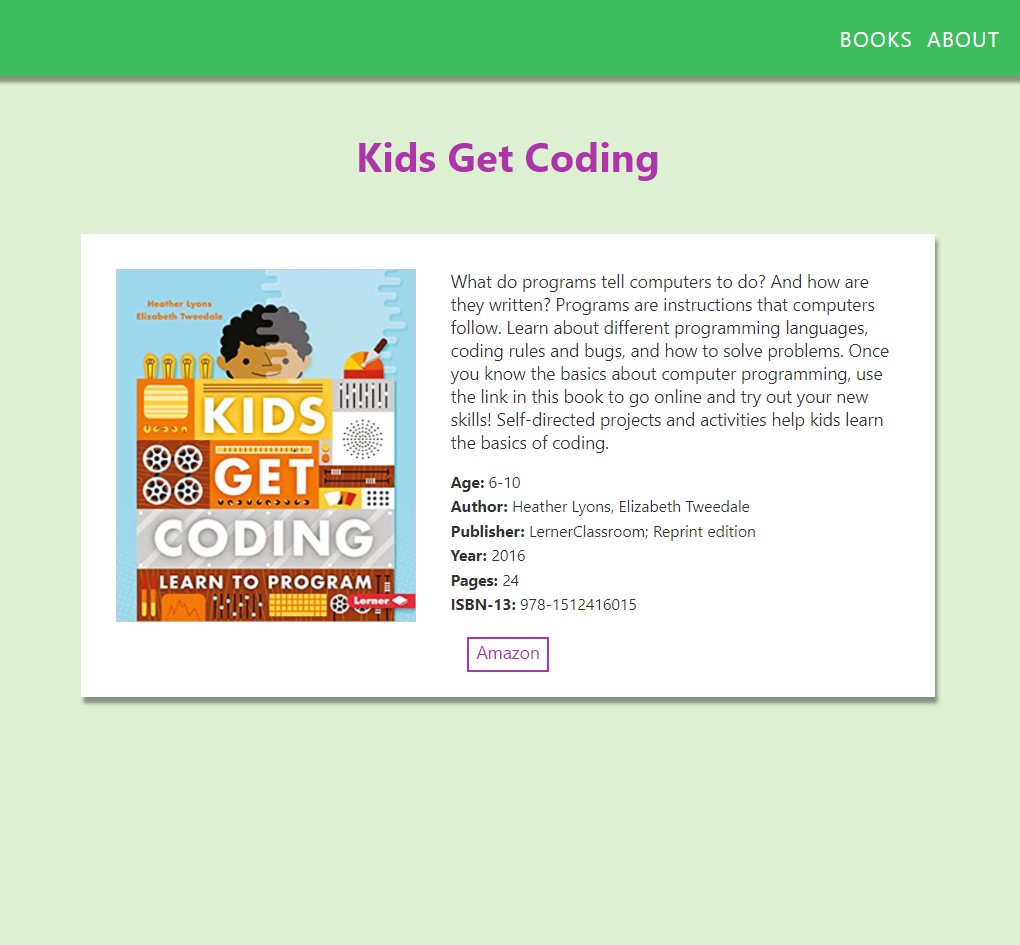 BOOKS ABOUT
Kids Get Coding
Heather Lyons
Elizabeth Tweedale
KIDS
GET
CODING
LEARN TO PROGRAM
Lerner
What do programs tell computers to do? And how are
they written? Programs are instructions that computers
follow. Learn about different programming languages,
coding rules and bugs, and how to solve problems. Once
you know the basics about computer programming, use
the link in this book to go online and try out your new
skills! Self-directed projects and activities help kids learn
the basics of coding.
Age: 6-10
Author: Heather Lyons, Elizabeth Tweedale
Publisher: LernerClassroom; Reprint edition
Year: 2016
Pages: 24
ISBN-13: 978-1512416015
Amazon